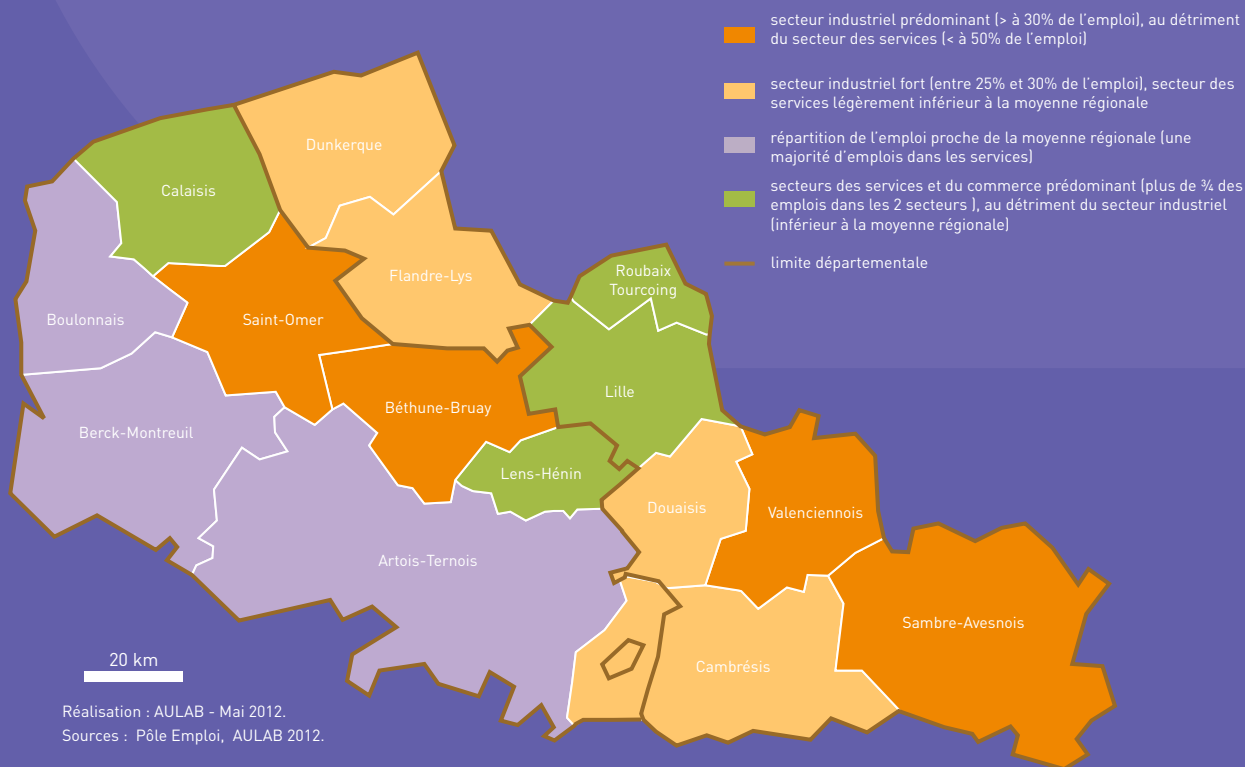 secteur industriel prédominant (> à 30% de l'emploi), au détriment
du secteur des services (< à 50% de l'emploi)
secteur industriel fort (entre 25% et 30% de l'emploi), secteur des
services légèrement inférieur à la moyenne régionale
répartition de l'emploi proche de la moyenne régionale (une
majorité d'emplois dans les services)
secteurs des services et du commerce prédominant (plus de ¾ des
emplois dans les 2 secteurs ), au détriment du secteur industriel
(inférieur à la moyenne régionale)
limite départementale
Dunkerque
Calaisis
Flandre-Lys
Roubaix
Tourcoing
Boulonnais
Saint-Omer
Lille
Béthune-Bruay
Berck-Montreuil
Lens-Hénin
Douaisis
Valenciennois
Artois-Ternois
Sambre-Avesnois
Cambrésis
20 km
Réalisation : AULAB - Mai 2012.
Sources : Pôle Emploi, AULAB 2012.